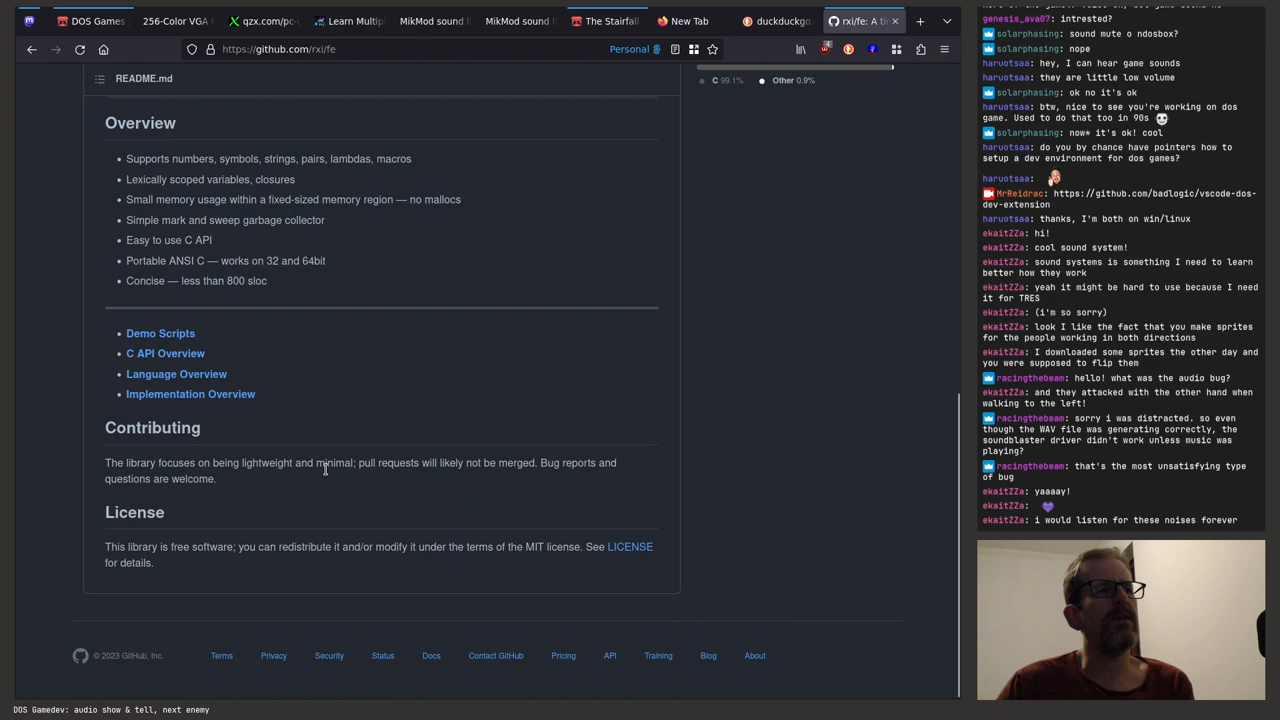 DOS Games
256-Color VGA
qzx.com/pc-g
Learn Multip
MikMod sound l
MikMod sound l
The Stairfall
New Tab
duckduckgo
rxi/fe: A ti
https://github.com/rxi/fe
Personal
4
README.md
C 99.1%
Other 0.9%
Overview
• Supports numbers, symbols, strings, pairs, lambdas, macros
• Lexically scoped variables, closures
• Small memory usage within a fixed-sized memory region — no mallocs
• Simple mark and sweep garbage collector
• Easy to use C API
• Portable ANSI C — works on 32 and 64bit
• Concise — less than 800 sloc
• Demo Scripts
• C API Overview
• Language Overview
• Implementation Overview
Contributing
The library focuses on being lightweight and minimal; pull requests will likely not be merged. Bug reports and
questions are welcome.
License
This library is free software; you can redistribute it and/or modify it under the terms of the MIT license. See LICENSE
for details.
© 2023 GitHub, Inc.
Terms
Privacy
Security
Status
Docs
Contact GitHub
Pricing
API
Training
Blog
About
genesis_ava07: intrested?
solarphasing: sound mute o ndosbox?
solarphasing: nope
haruotsaa: hey, I can hear game sounds
haruotsaa: they are little low volume
solarphasing: ok no it's ok
haruotsaa: btw, nice to see you're working on dos
game. Used to do that too in 90s
solarphasing: now* it's ok! cool
haruotsaa: do you by chance have pointers how to
setup a dev environment for dos games?
haruotsaa:
MrReidrac: https://github.com/badlogic/vscode-dos-
dev-extension
haruotsaa: thanks, I'm both on win/linux
ekaitZZa: hi!
ekaitZZa: cool sound system!
ekaitZZa: sound systems is something I need to learn
better how they work
ekaitZZa: yeah it might be hard to use because I need
it for TRES
ekaitZZa: (i'm so sorry)
ekaitZZa: look I like the fact that you make sprites
for the people working in both directions
ekaitZZa: I downloaded some sprites the other day and
you were supposed to flip them
racingthebeam: hello! what was the audio bug?
ekaitZZa: and they attacked with the other hand when
walking to the left!
racingthebeam: sorry i was distracted. so even
though the WAV file was generating correctly, the
soundblaster driver didn't work unless music was
playing?
racingthebeam: that's the most unsatisfying type
of bug
ekaitZZa: yaaaay!
ekaitZZa:
ekaitZZa: i would listen for these noises forever
DOS Gamedev: audio show & tell, next enemy